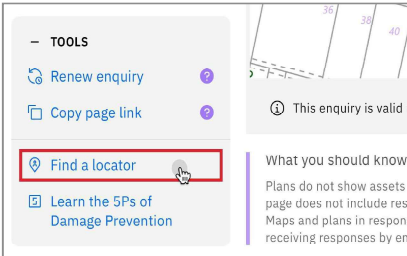 36
38
40
— TOOLS
Renew enquiry ?
Copy page link ?
Find a locator
5 Learn the 5Ps of
Damage Prevention
i This enquiry is valid
What you should know
Plans do not show assets
page does not include res
Maps and plans in respon
receiving responses by en